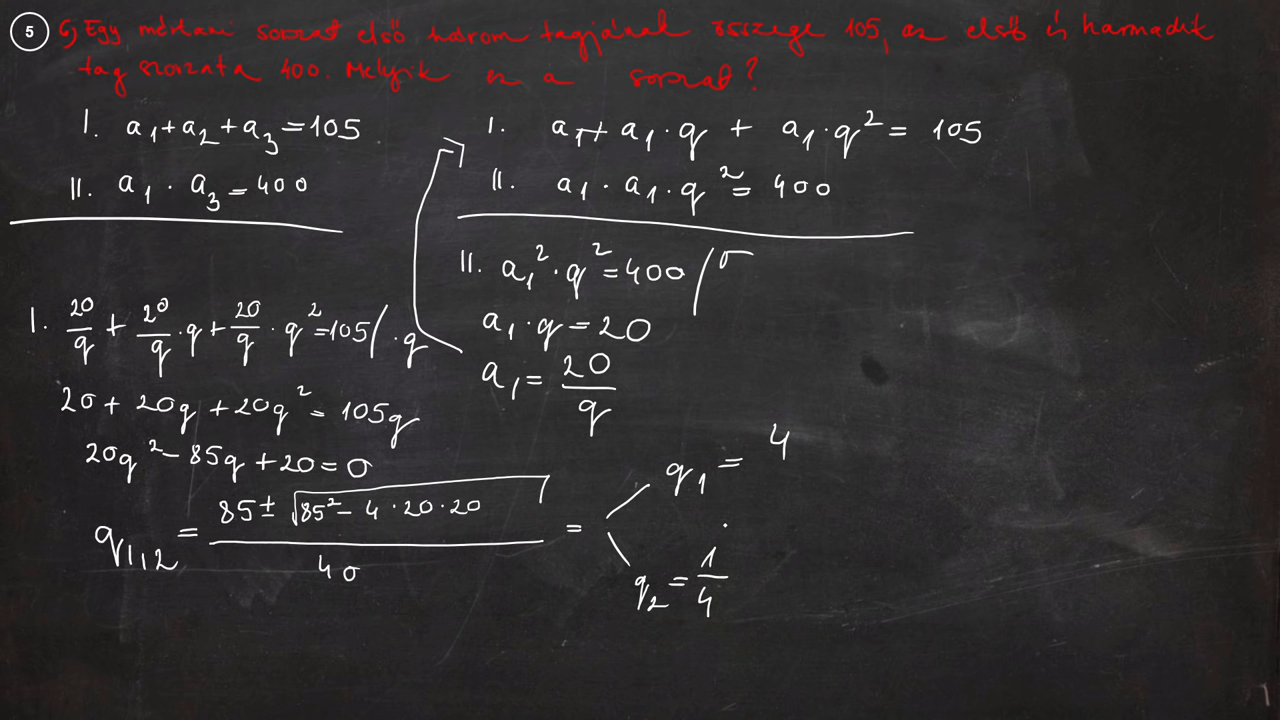 5
6) Egy mértani sorozat első három tagjának összege 105, az első és harmadik
tag szorzata 400. Melyik ez a sorozat?
I. a₁+a₂+a₃=105
II. a₁·a₃=400
I. a₁+a₁·q+a₁·q²=105
II. a₁·a₁·q²=400
II. a₁²·q²=400 /√
a₁·q=20
a₁=20/q
I. 20/q+20/q·q+20/q·q²=105/·q
20+20q+20q²=105q
20q²-85q+20=0
q₁,₂=(85±√(85²-4·20·20))/40=
q₁=4
q₂=1/4